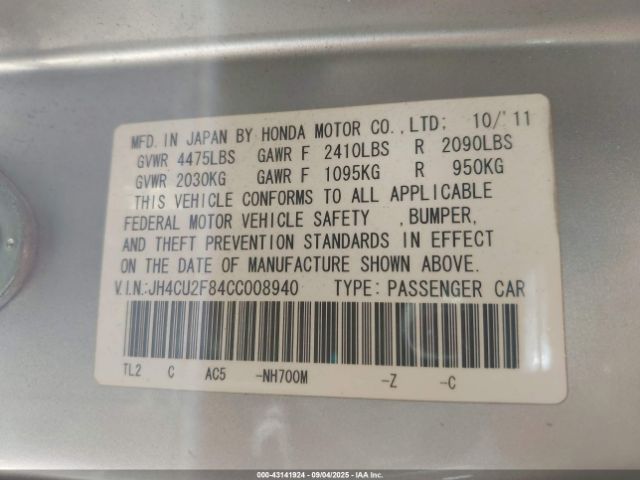 MFD. IN JAPAN BY HONDA MOTOR CO.,LTD; 10/'11
GVWR 4475LBS GAWR F 2410LBS R 2090LBS
GVWR 2030KG GAWR F 1095KG R 950KG
THIS VEHICLE CONFORMS TO ALL APPLICABLE
FEDERAL MOTOR VEHICLE SAFETY ,BUMPER,
AND THEFT PREVENTION STANDARDS IN EFFECT
ON THE DATE OF MANUFACTURE SHOWN ABOVE.
V.I.N:JH4CU2F84CC008940 TYPE: PASSENGER CAR
TL2 C AC5 -NH700M -Z -C
000-43141924 - 09/04/2025 - IAAI.com, Inc.